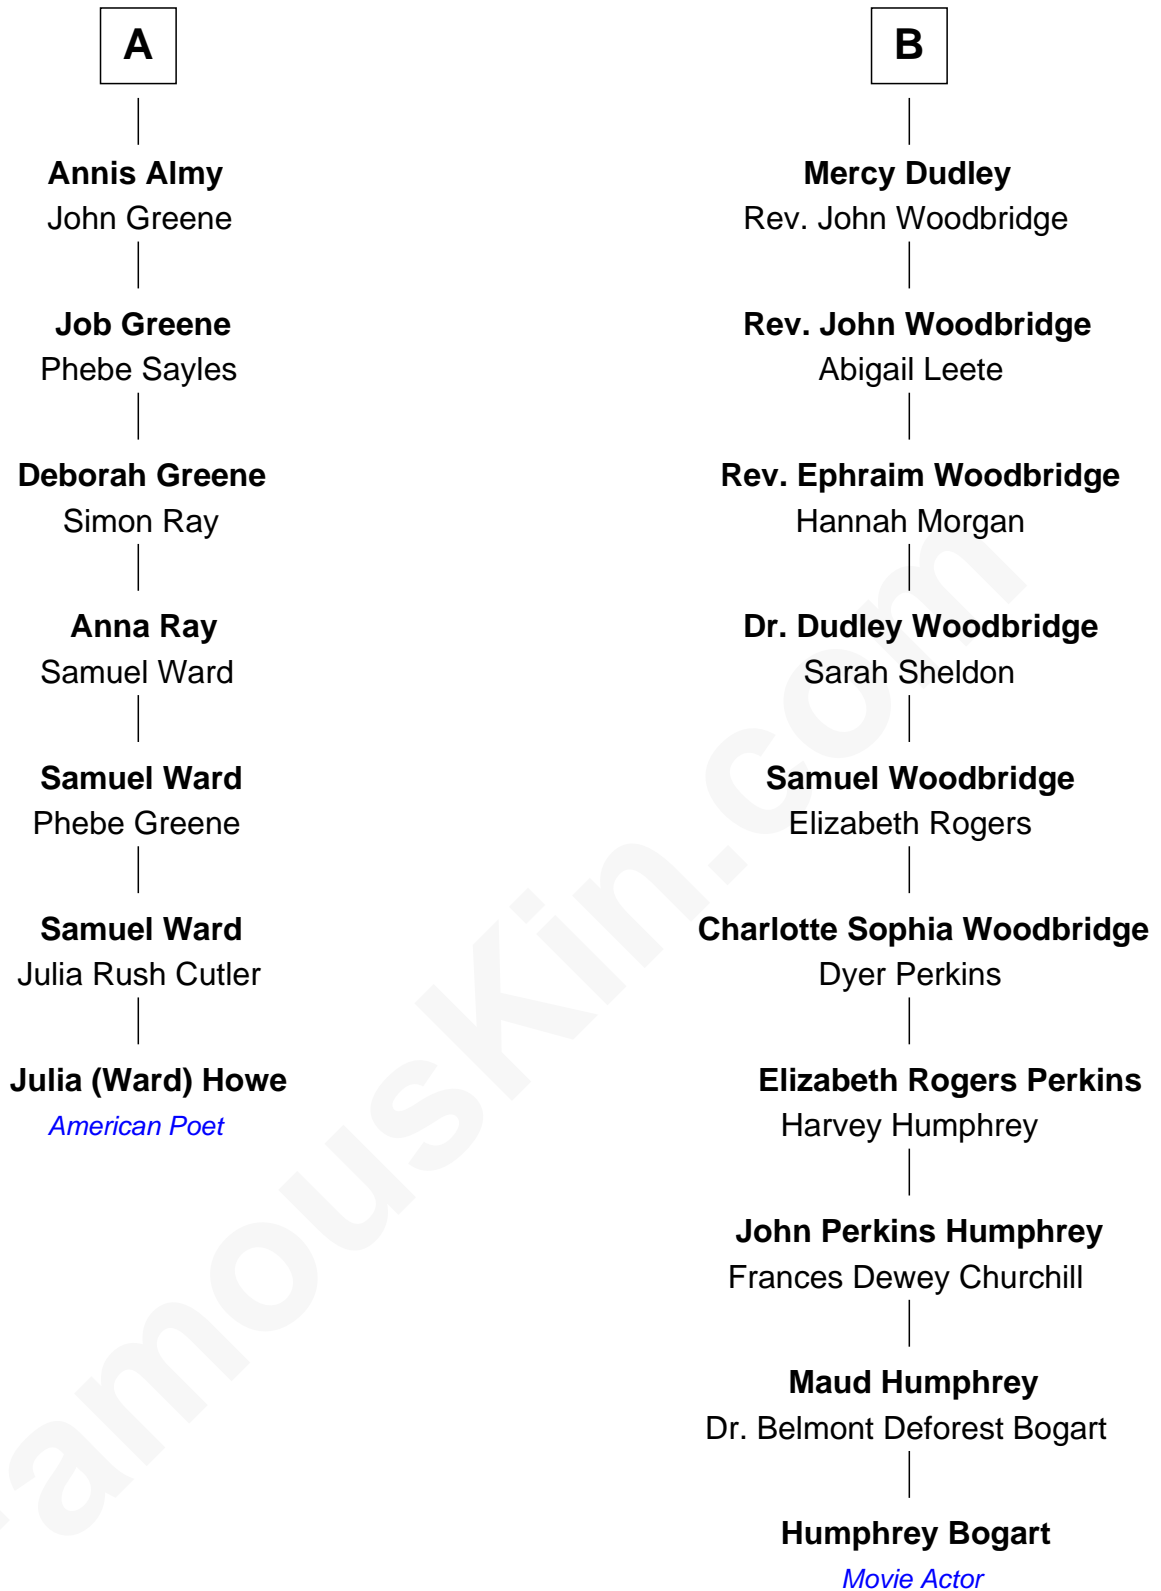 A
Annis Almy
John Greene
Job Greene
Phebe Sayles
Deborah Greene
Simon Ray
Anna Ray
Samuel Ward
Samuel Ward
Phebe Greene
Samuel Ward
Julia Rush Cutler
Julia (Ward) Howe
American Poet
B
Mercy Dudley
Rev. John Woodbridge
Rev. John Woodbridge
Abigail Leete
Rev. Ephraim Woodbridge
Hannah Morgan
Dr. Dudley Woodbridge
Sarah Sheldon
Samuel Woodbridge
Elizabeth Rogers
Charlotte Sophia Woodbridge
Dyer Perkins
Elizabeth Rogers Perkins
Harvey Humphrey
John Perkins Humphrey
Frances Dewey Churchill
Maud Humphrey
Dr. Belmont Deforest Bogart
Humphrey Bogart
Movie Actor
famouskin.com